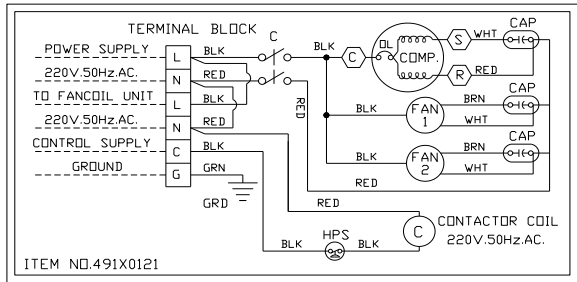 TERMINAL BLOCK
C
CAP
POWER SUPPLY
L
BLK
BLK
C
OL
COMP.
S
WHT
220V.50Hz.AC.
N
RED
R
RED
TO FANCOIL UNIT
L
BLK
RED
CAP
BLK
FAN 1
BRN
WHT
220V.50Hz.AC.
N
RED
CONTROL SUPPLY
C
BLK
CAP
BLK
FAN 2
BRN
WHT
GROUND
G
GRN
GRD
RED
RED
C
CONTACTOR COIL
220V.50Hz.AC.
HPS
BLK
BLK
ITEM NO.491X0121